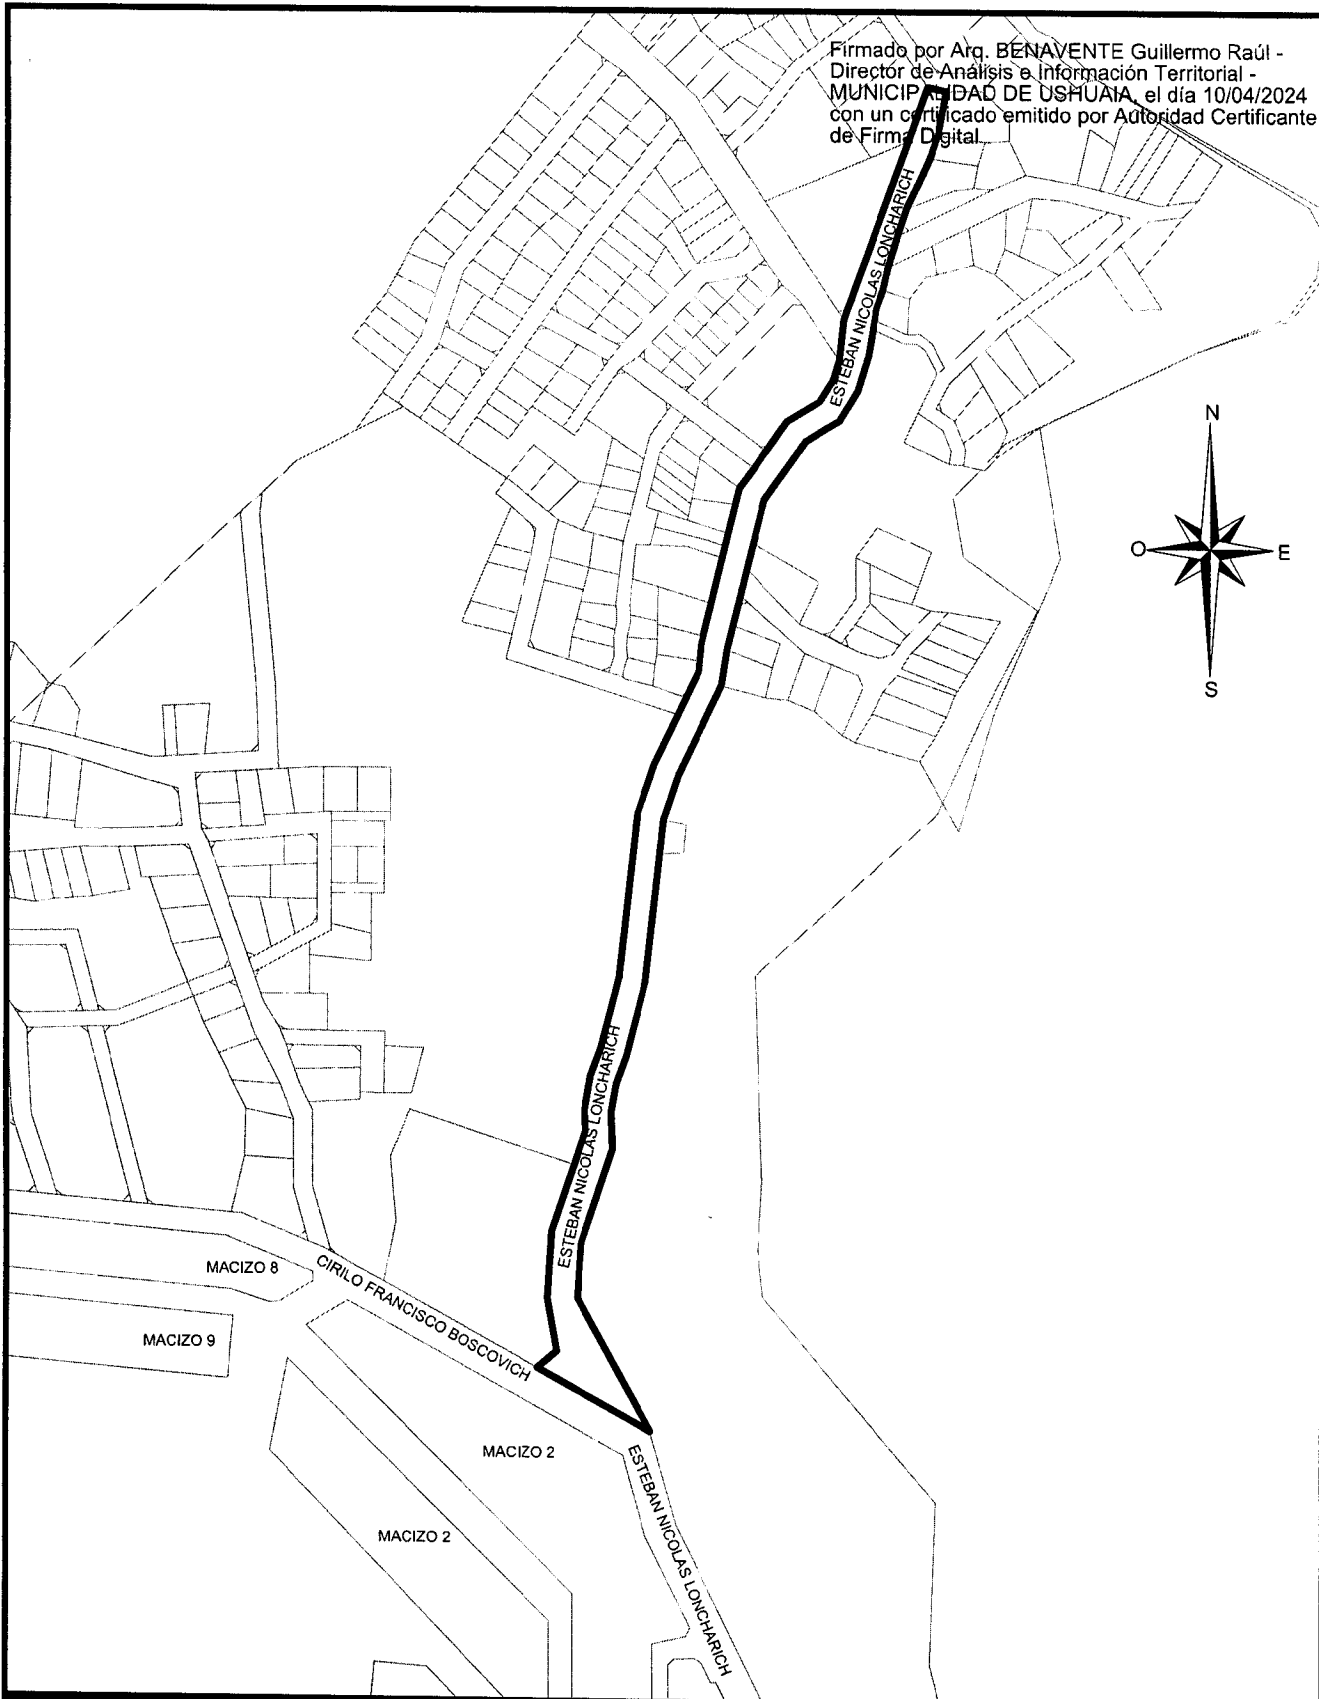 Firmado por Arq. BENAVENTE Guillermo Raúl -
Director de Análisis e Información Territorial -
MUNICIPALIDAD DE USHUAIA, el día 10/04/2024
con un certificado emitido por Autoridad Certificante
de Firma Digital
ESTEBAN NICOLAS LONCHARICH
N
O
E
S
ESTEBAN NICOLAS LONCHARICH
MACIZO 8
CIRILO FRANCISCO BOSCOVICH
MACIZO 9
MACIZO 2
ESTEBAN NICOLAS LONCHARICH
MACIZO 2